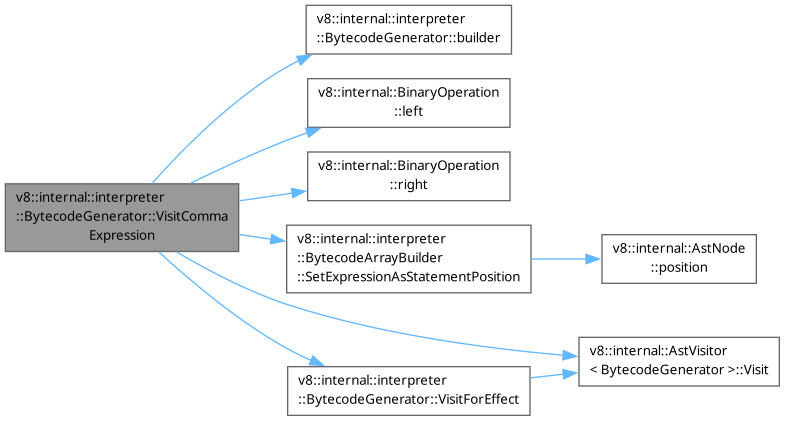 v8::internal::interpreter
::BytecodeGenerator::builder
v8::internal::BinaryOperation
::left
v8::internal::BinaryOperation
::right
v8::internal::interpreter
::BytecodeGenerator::VisitComma
Expression
v8::internal::interpreter
::BytecodeArrayBuilder
::SetExpressionAsStatementPosition
v8::internal::AstNode
::position
v8::internal::AstVisitor
< BytecodeGenerator >::Visit
v8::internal::interpreter
::BytecodeGenerator::VisitForEffect